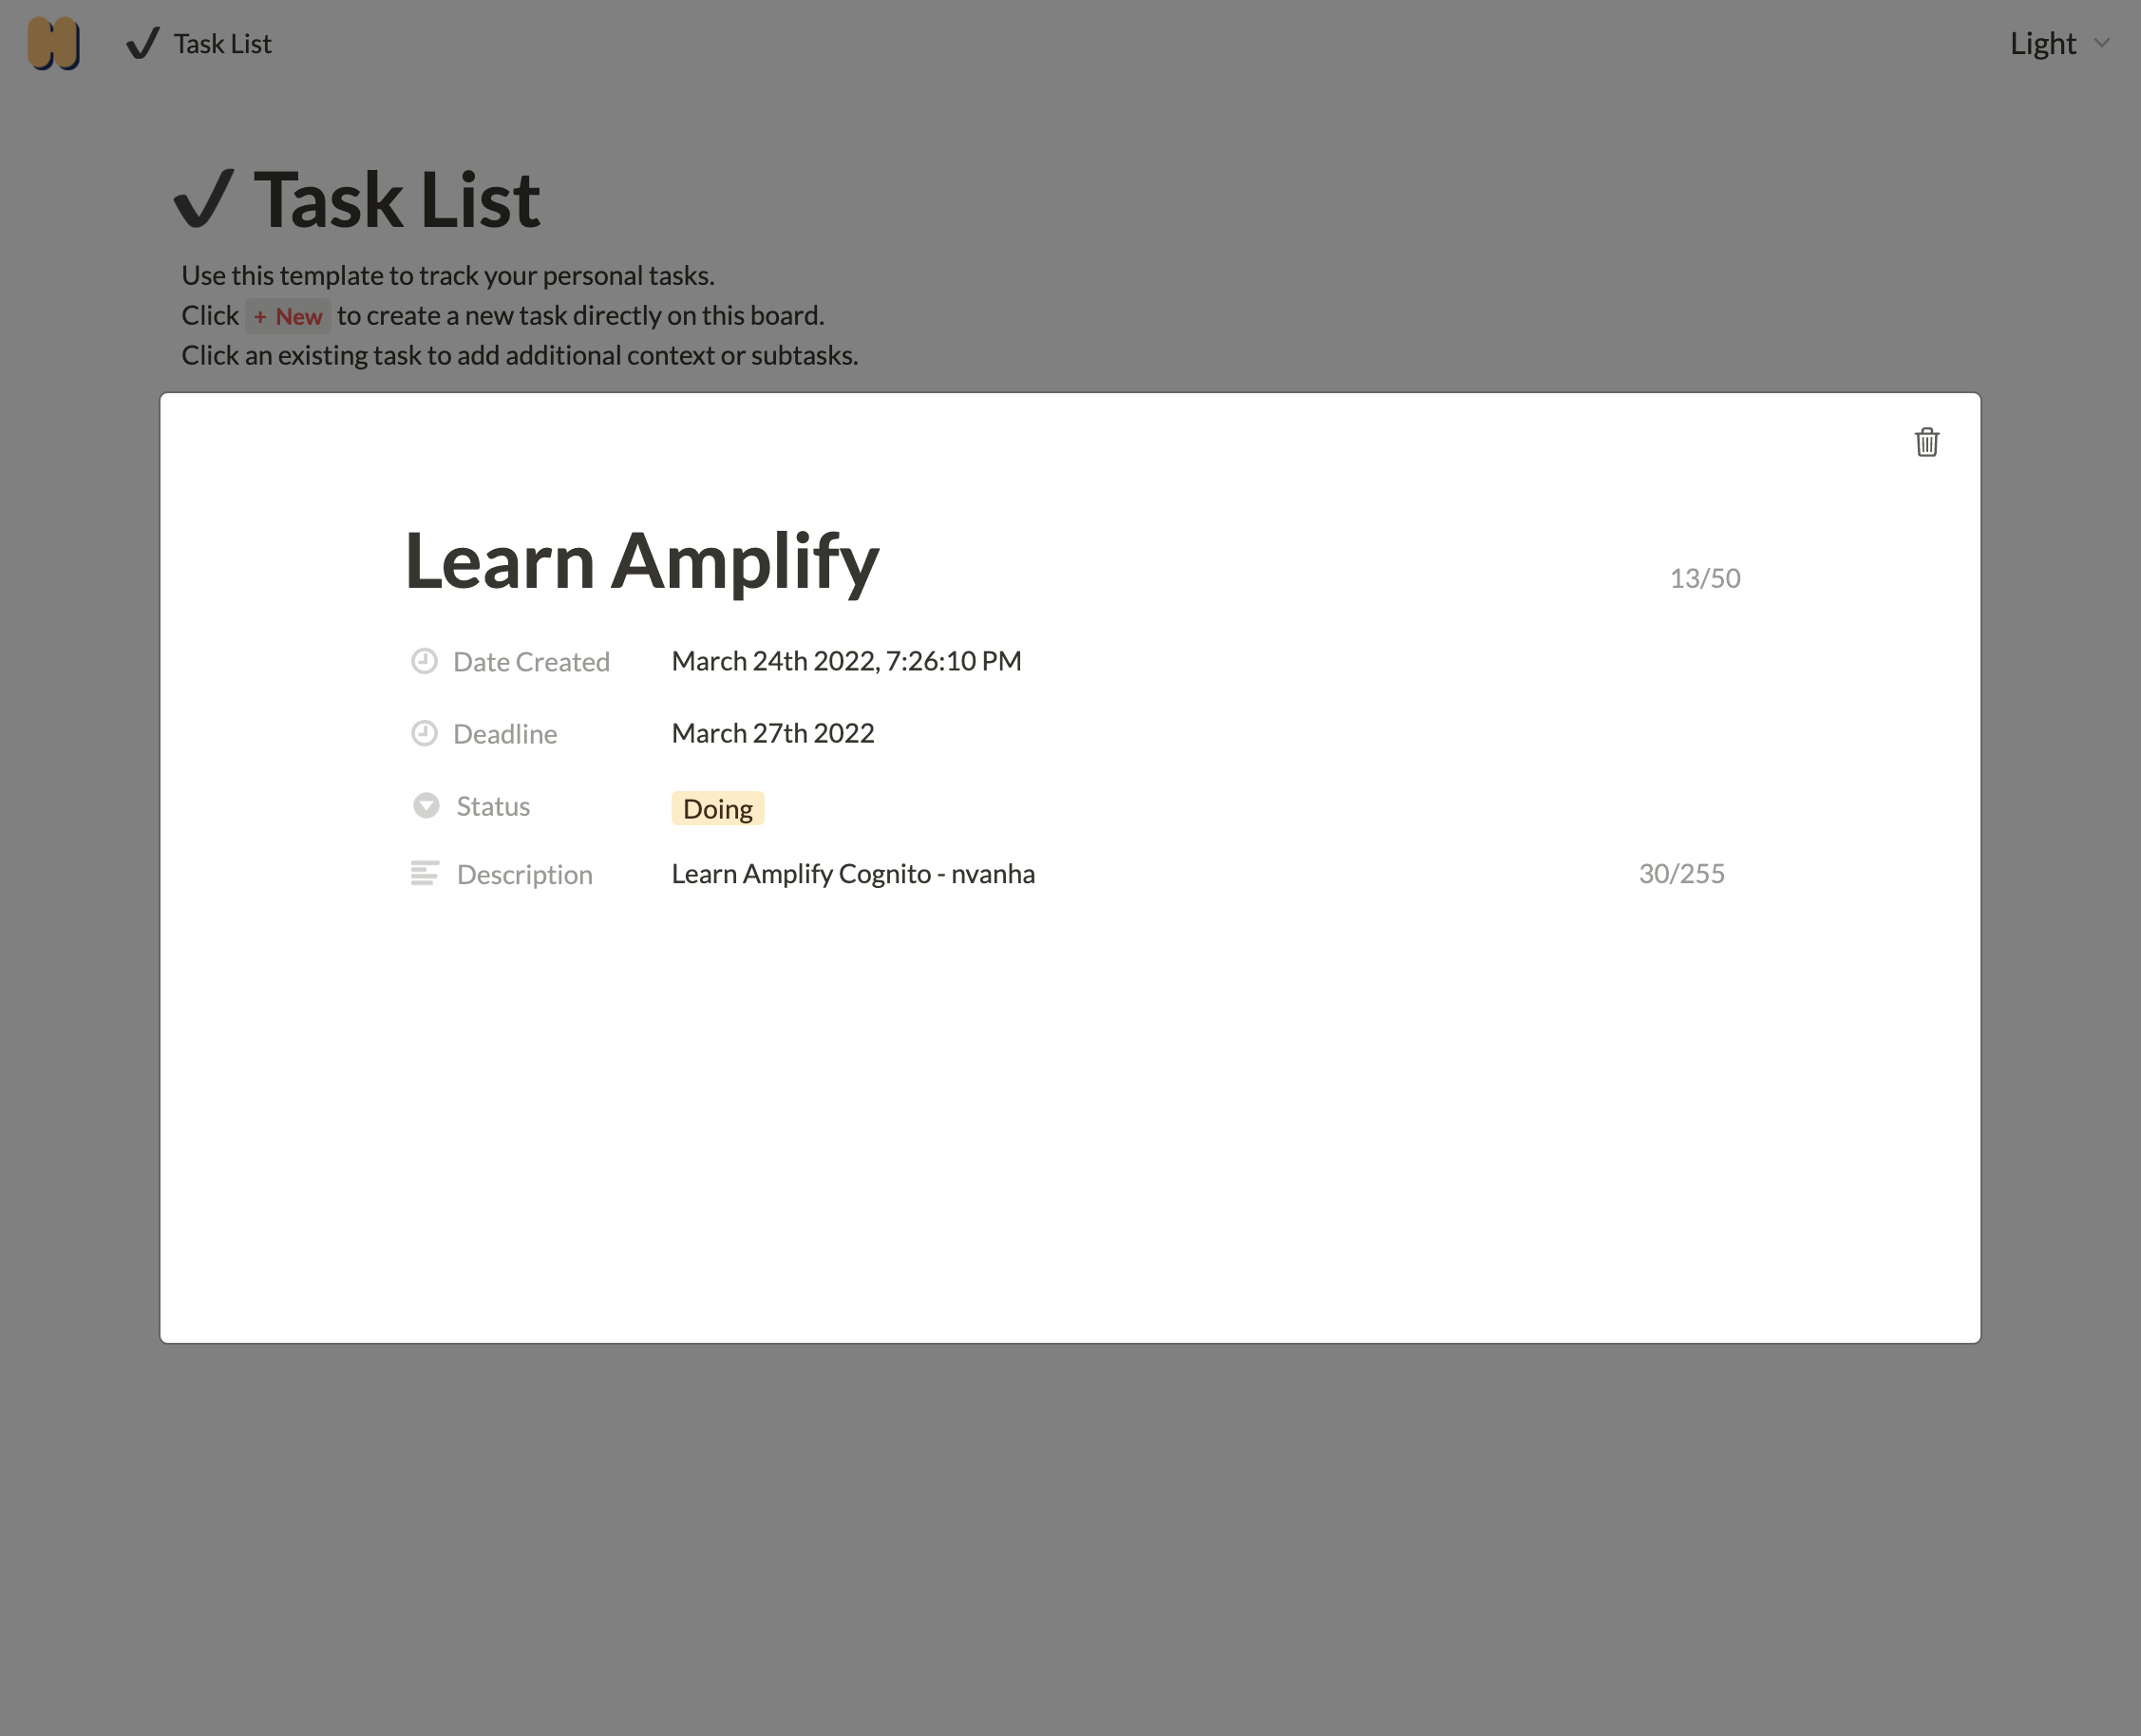 Task List
Light
Task List
Use this template to track your personal tasks.
Click + New to create a new task directly on this board.
Click an existing task to add additional context or subtasks.
Learn Amplify
13/50
Date Created March 24th 2022, 7:26:10 PM
Deadline March 27th 2022
Status Doing
Description Learn Amplify Cognito - nvanha 30/255